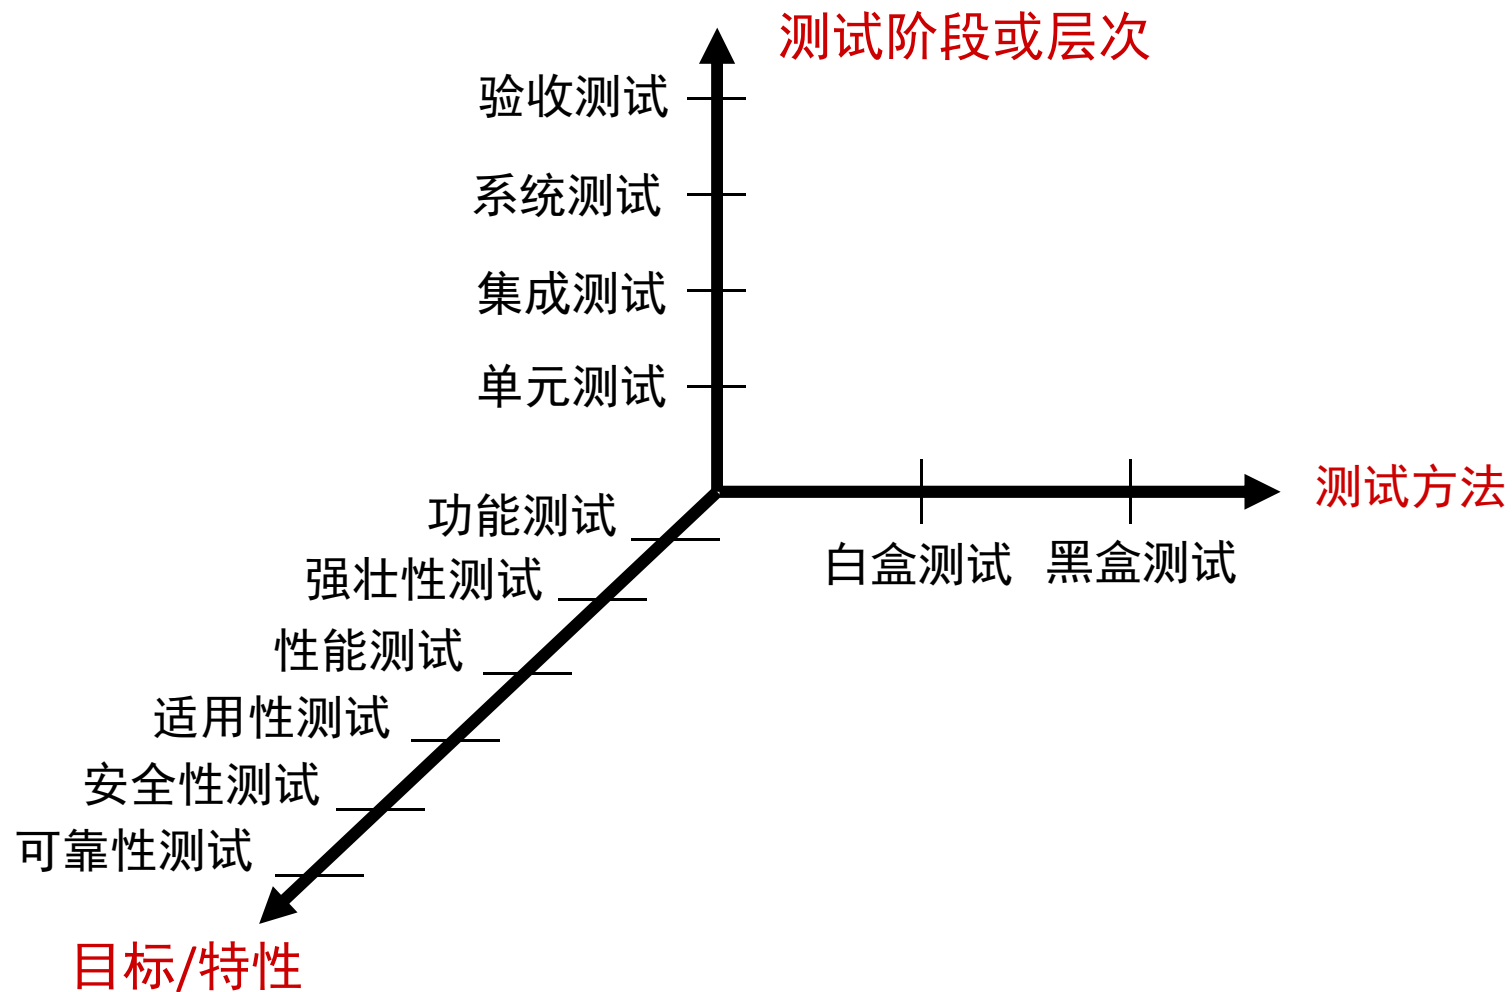 测试阶段或层次
验收测试
系统测试
集成测试
单元测试
测试方法
白盒测试
黑盒测试
功能测试
强壮性测试
性能测试
适用性测试
安全性测试
可靠性测试
目标/特性